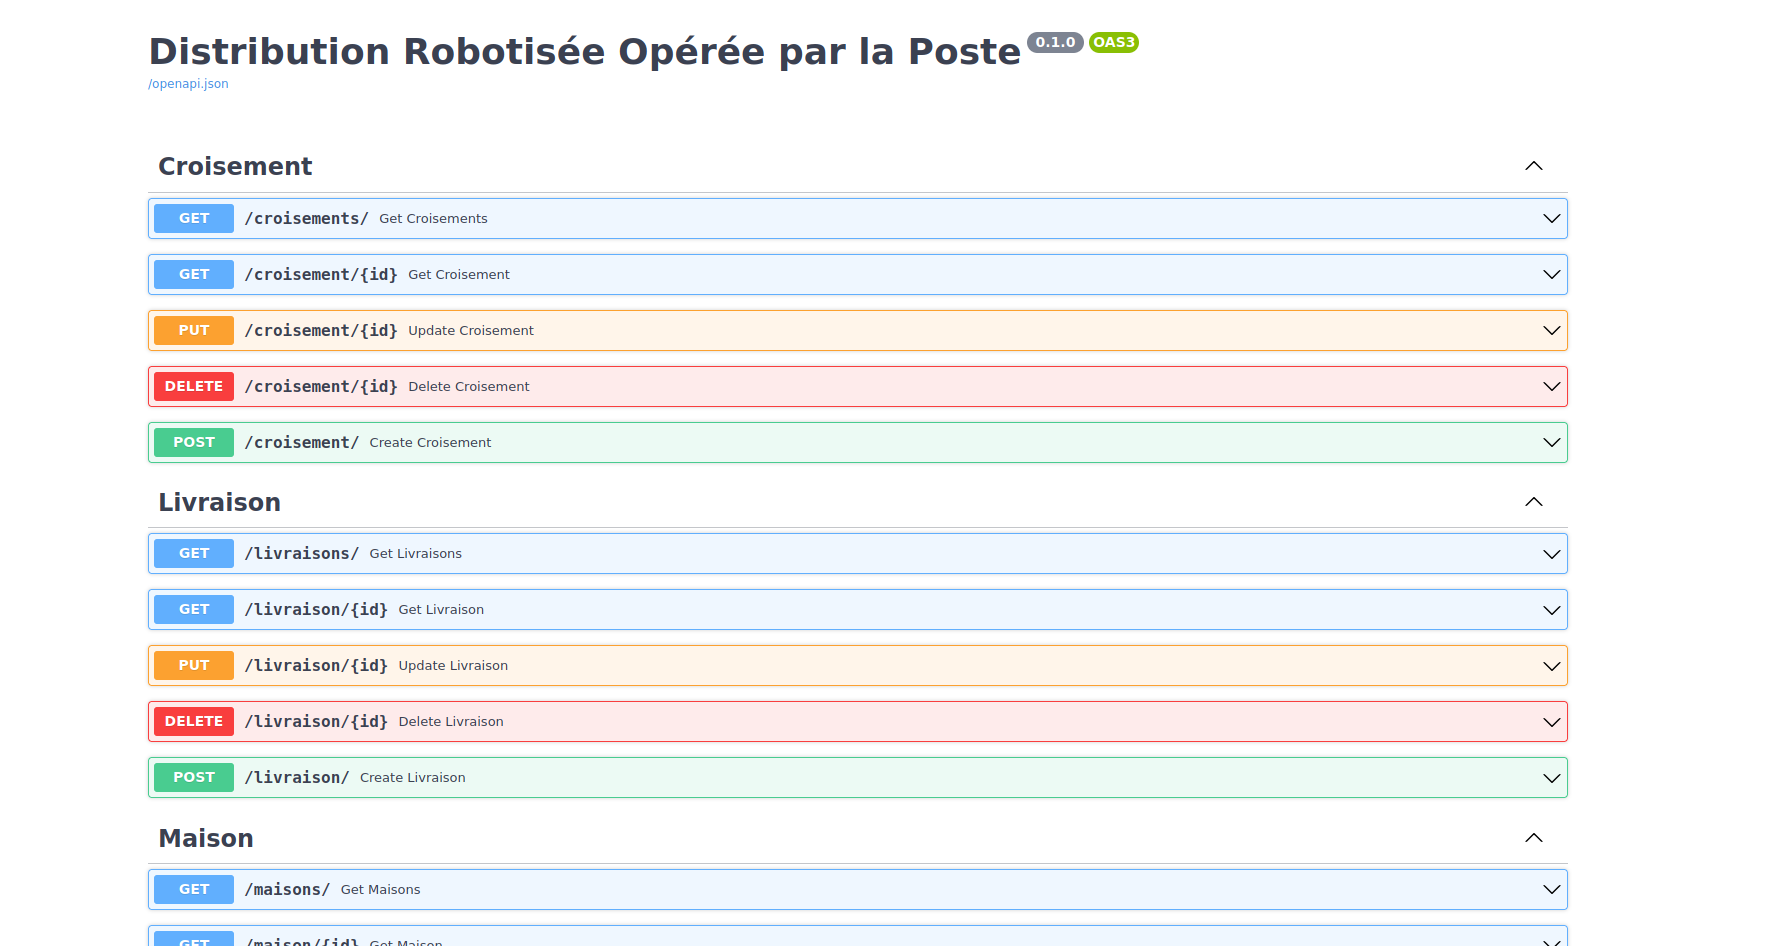 Distribution Robotisée Opérée par la Poste 0.1.0 OAS3
/openapi.json
Croisement
GET /croisements/ Get Croisements
GET /croisement/{id} Get Croisement
PUT /croisement/{id} Update Croisement
DELETE /croisement/{id} Delete Croisement
POST /croisement/ Create Croisement
Livraison
GET /livraisons/ Get Livraisons
GET /livraison/{id} Get Livraison
PUT /livraison/{id} Update Livraison
DELETE /livraison/{id} Delete Livraison
POST /livraison/ Create Livraison
Maison
GET /maisons/ Get Maisons
GET /maison/{id} Get Maison